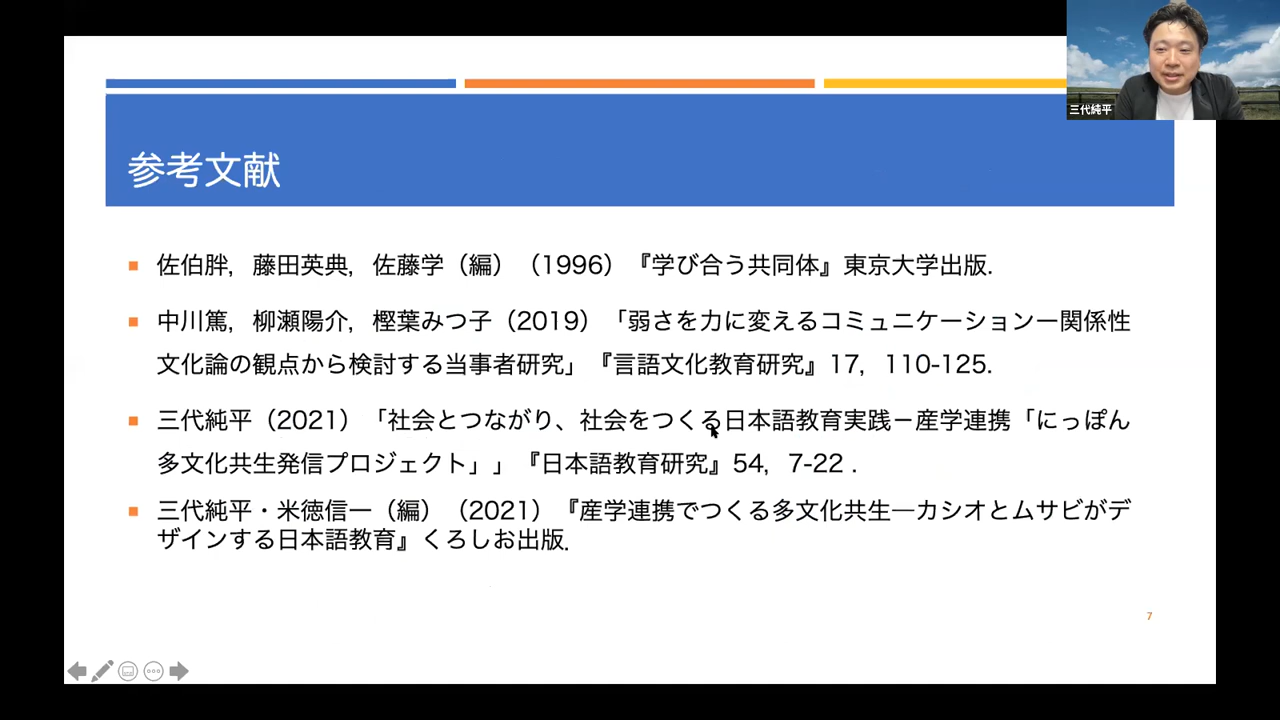 三代純平
参考文献
佐伯胖，藤田英典，佐藤学（編）（1996）『学び合う共同体』東京大学出版．
中川篤，柳瀬陽介，樫葉みつ子（2019）「弱さを力に変えるコミュニケーションー関係性
文化論の観点から検討する当事者研究」『言語文化教育研究』17，110-125．
三代純平（2021）「社会とつながり、社会をつくる日本語教育実践－産学連携「にっぽん
多文化共生発信プロジェクト」」『日本語教育研究』54，7-22．
三代純平・米徳信一（編）（2021）『産学連携でつくる多文化共生―カシオとムサビがデ
ザインする日本語教育』くろしお出版．
7